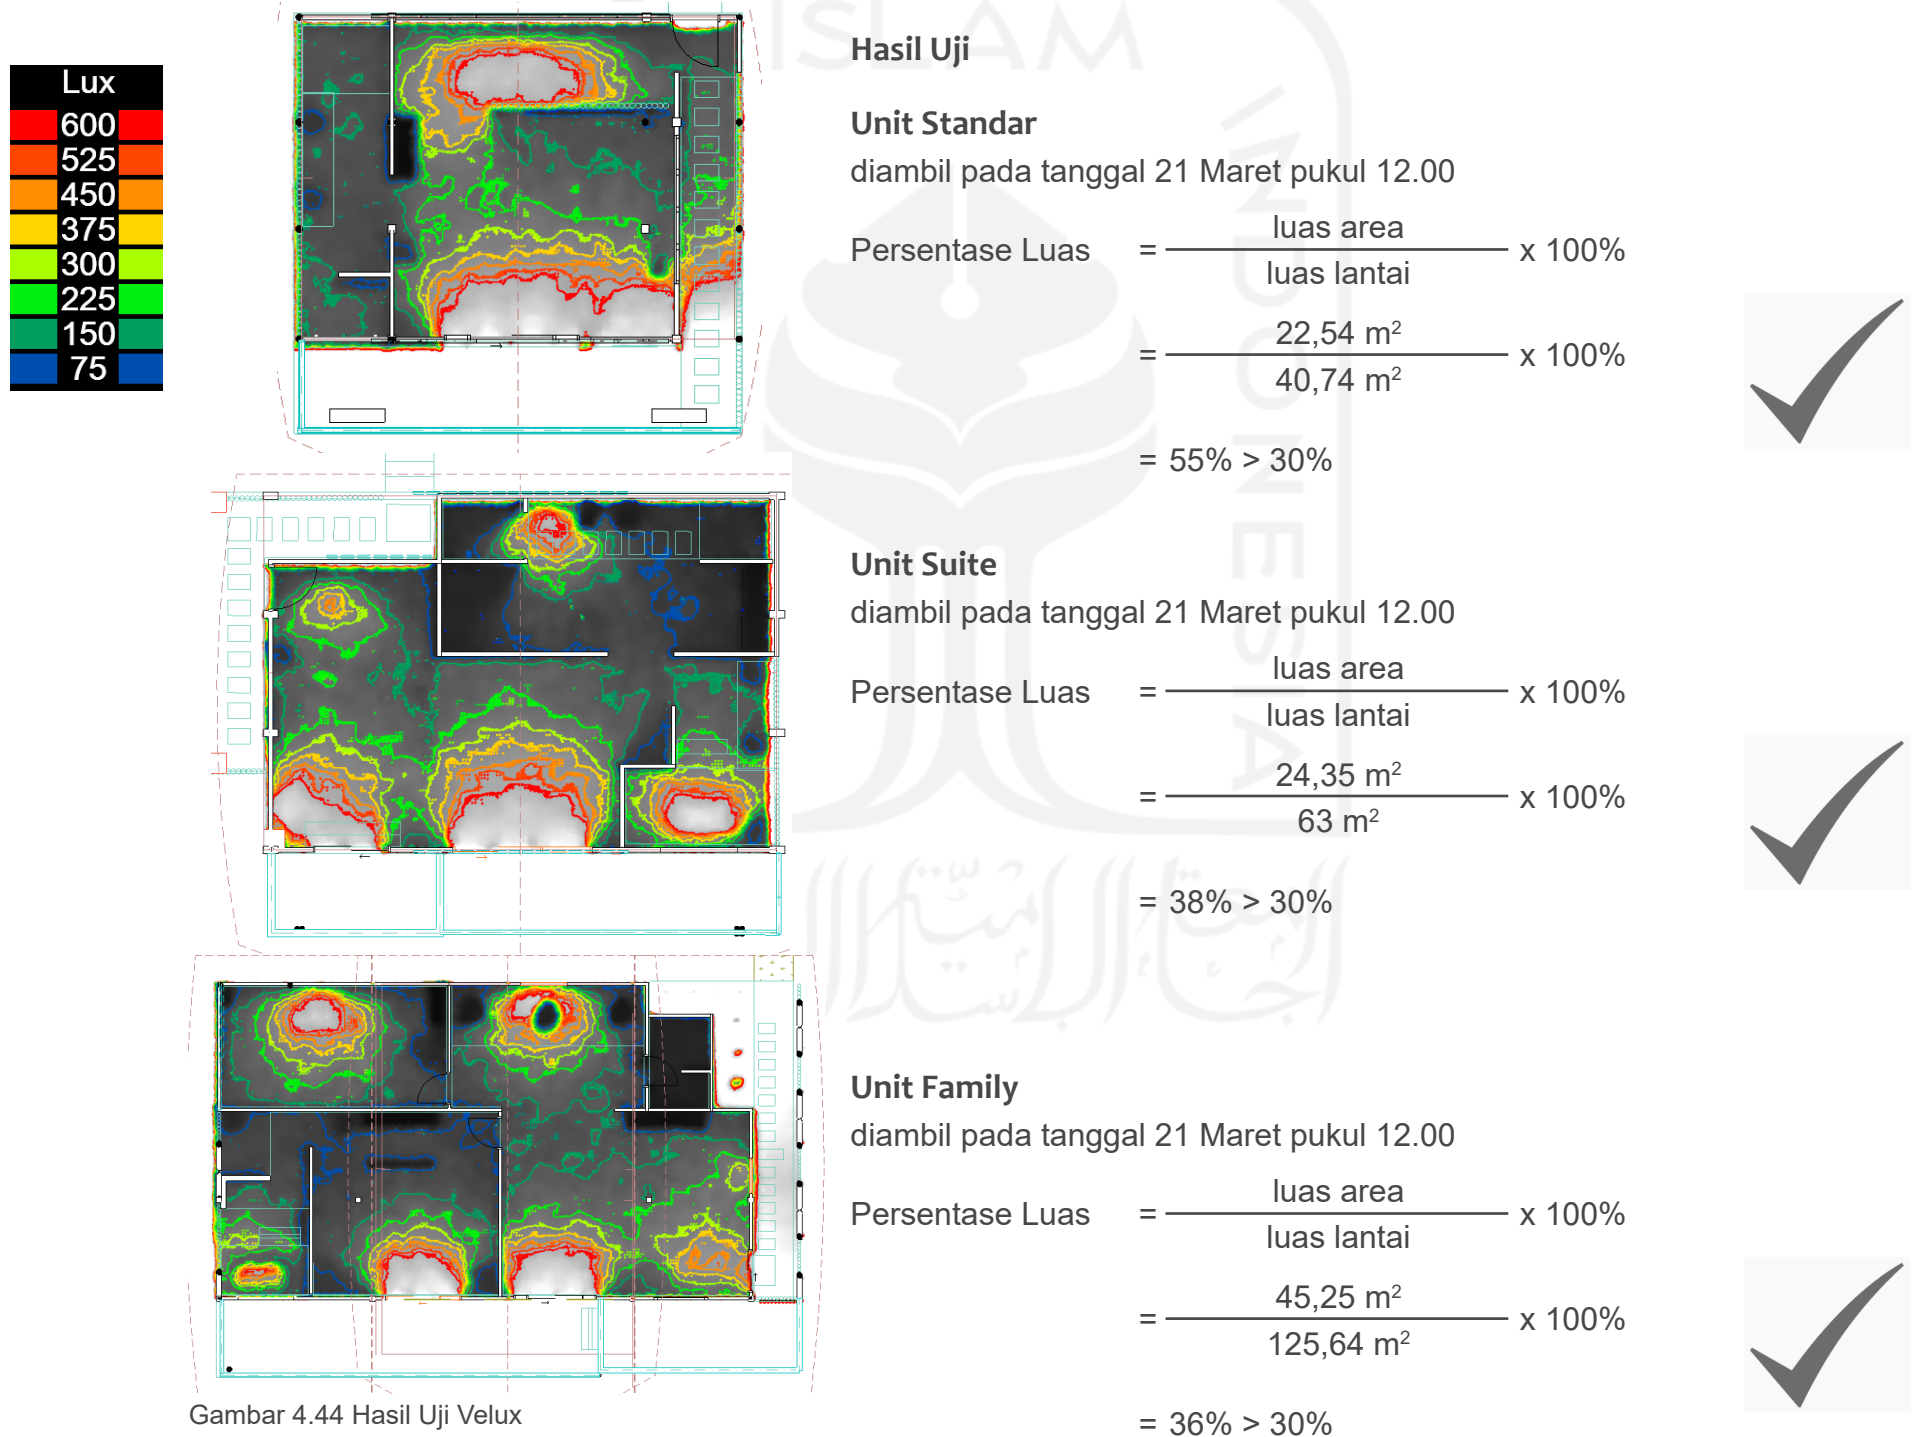 Lux
600
525
450
375
300
225
150
75
ISLAM
INDONESIA
Hasil Uji
Unit Standar
diambil pada tanggal 21 Maret pukul 12.00
Persentase Luas = luas area x 100%
luas lantai
= 22,54 m² x 100%
40,74 m²
= 55% > 30%
Unit Suite
diambil pada tanggal 21 Maret pukul 12.00
Persentase Luas = luas area x 100%
luas lantai
= 24,35 m² x 100%
63 m²
= 38% > 30%
Unit Family
diambil pada tanggal 21 Maret pukul 12.00
Persentase Luas = luas area x 100%
luas lantai
= 45,25 m² x 100%
125,64 m²
= 36% > 30%
Gambar 4.44 Hasil Uji Velux